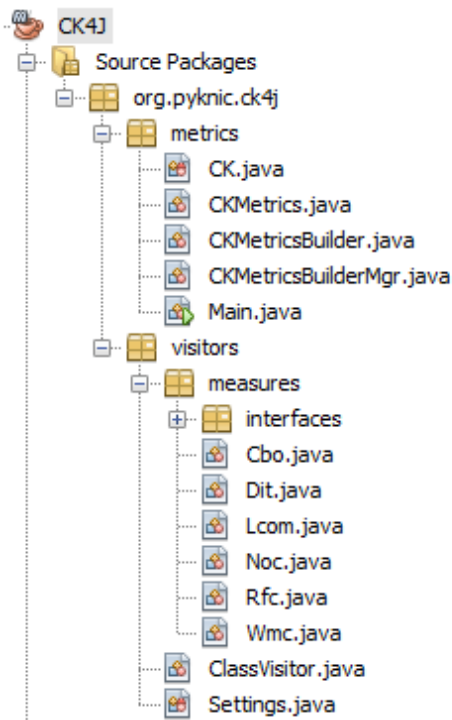 CK4J
Source Packages
org.pyknic.ck4j
metrics
CK.java
CKMetrics.java
CKMetricsBuilder.java
CKMetricsBuilderMgr.java
Main.java
visitors
measures
interfaces
Cbo.java
Dit.java
Lcom.java
Noc.java
Rfc.java
Wmc.java
ClassVisitor.java
Settings.java